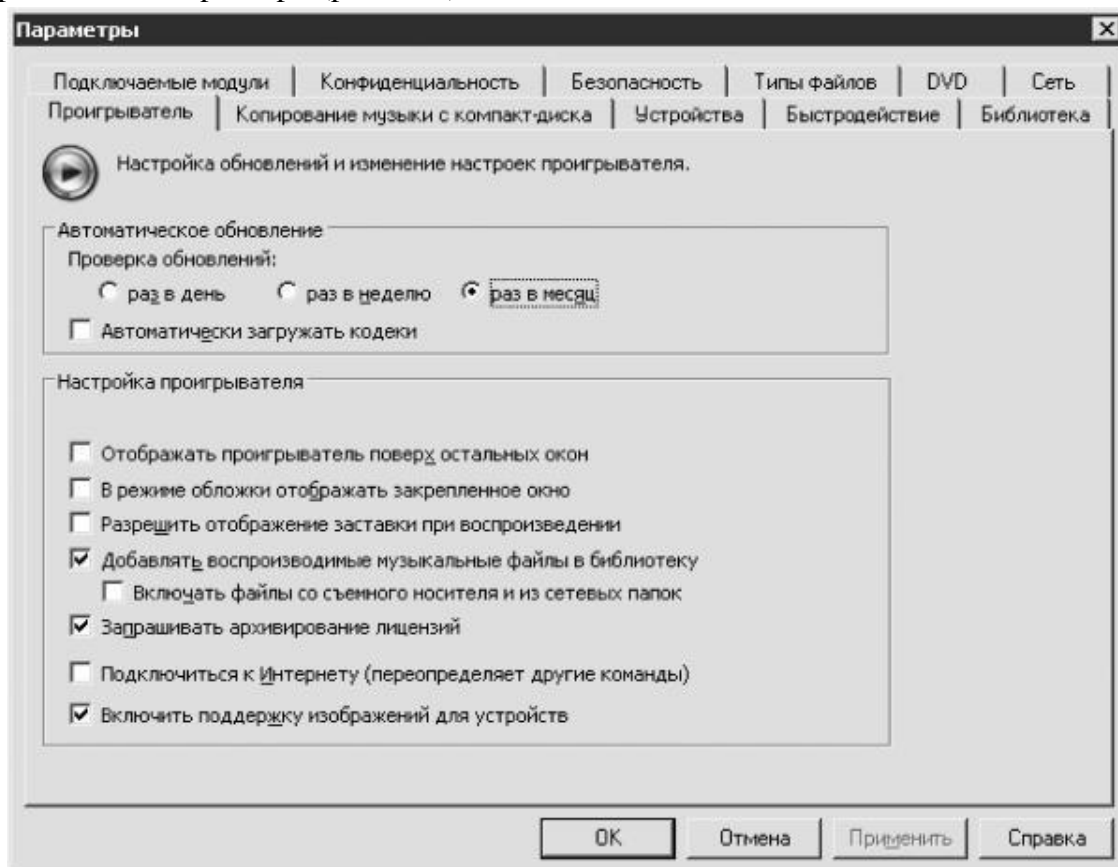 Параметры
Подключаемые модули Конфиденциальность Безопасность Типы файлов DVD Сеть
Проигрыватель Копирование музыки с компакт-диска Устройства Быстродействие Библиотека
Настройка обновлений и изменение настроек проигрывателя.
Автоматическое обновление
Проверка обновлений:
раз в день раз в неделю раз в месяц
Автоматически загружать кодеки
Настройка проигрывателя
Отображать проигрыватель поверх остальных окон
В режиме обложки отображать закрепленное окно
Разрешить отображение заставки при воспроизведении
Добавлять воспроизводимые музыкальные файлы в библиотеку
Включать файлы со съемного носителя и из сетевых папок
Запрашивать архивирование лицензий
Подключиться к Интернету (переопределяет другие команды)
Включить поддержку изображений для устройств
OK Отмена Применить Справка